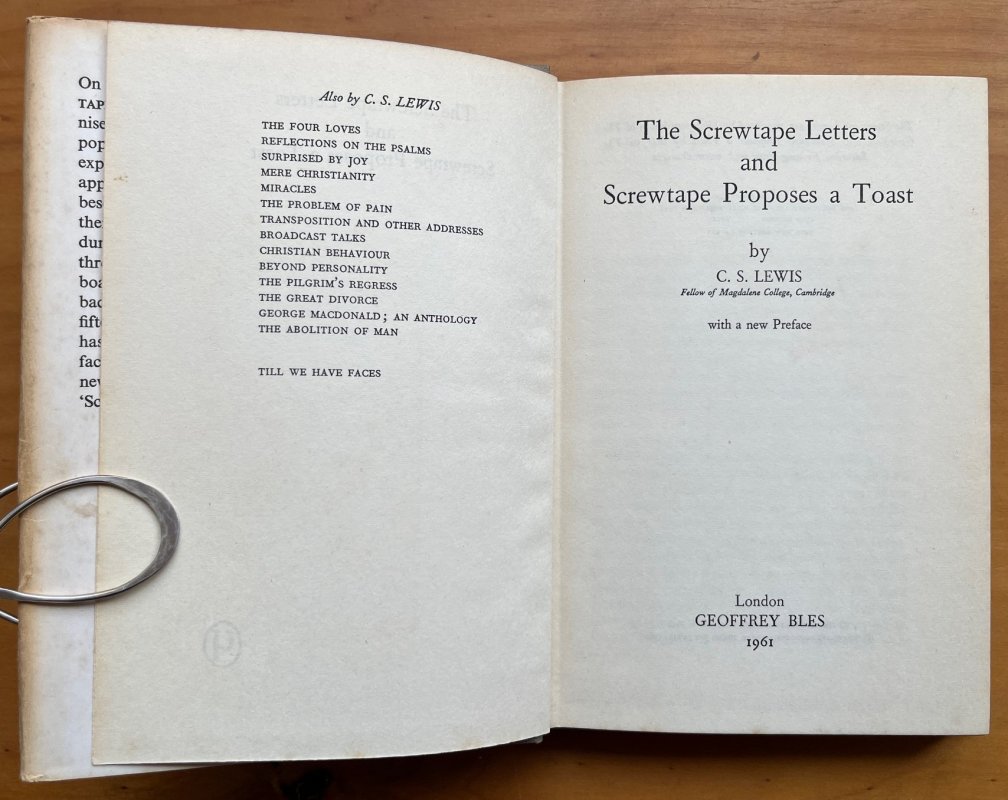 On
TAP
nise
pop
exp
app
bes
the
dur
thr
boa
bac
fift
has
fac
nev
'Sc
Also by C. S. LEWIS
THE FOUR LOVES
REFLECTIONS ON THE PSALMS
SURPRISED BY JOY
MERE CHRISTIANITY
MIRACLES
THE PROBLEM OF PAIN
TRANSPOSITION AND OTHER ADDRESSES
BROADCAST TALKS
CHRISTIAN BEHAVIOUR
BEYOND PERSONALITY
THE PILGRIM'S REGRESS
THE GREAT DIVORCE
GEORGE MACDONALD; AN ANTHOLOGY
THE ABOLITION OF MAN
TILL WE HAVE FACES
The Screwtape Letters
and
Screwtape Proposes a Toast
by
C. S. LEWIS
Fellow of Magdalene College, Cambridge
with a new Preface
London
GEOFFREY BLES
1961